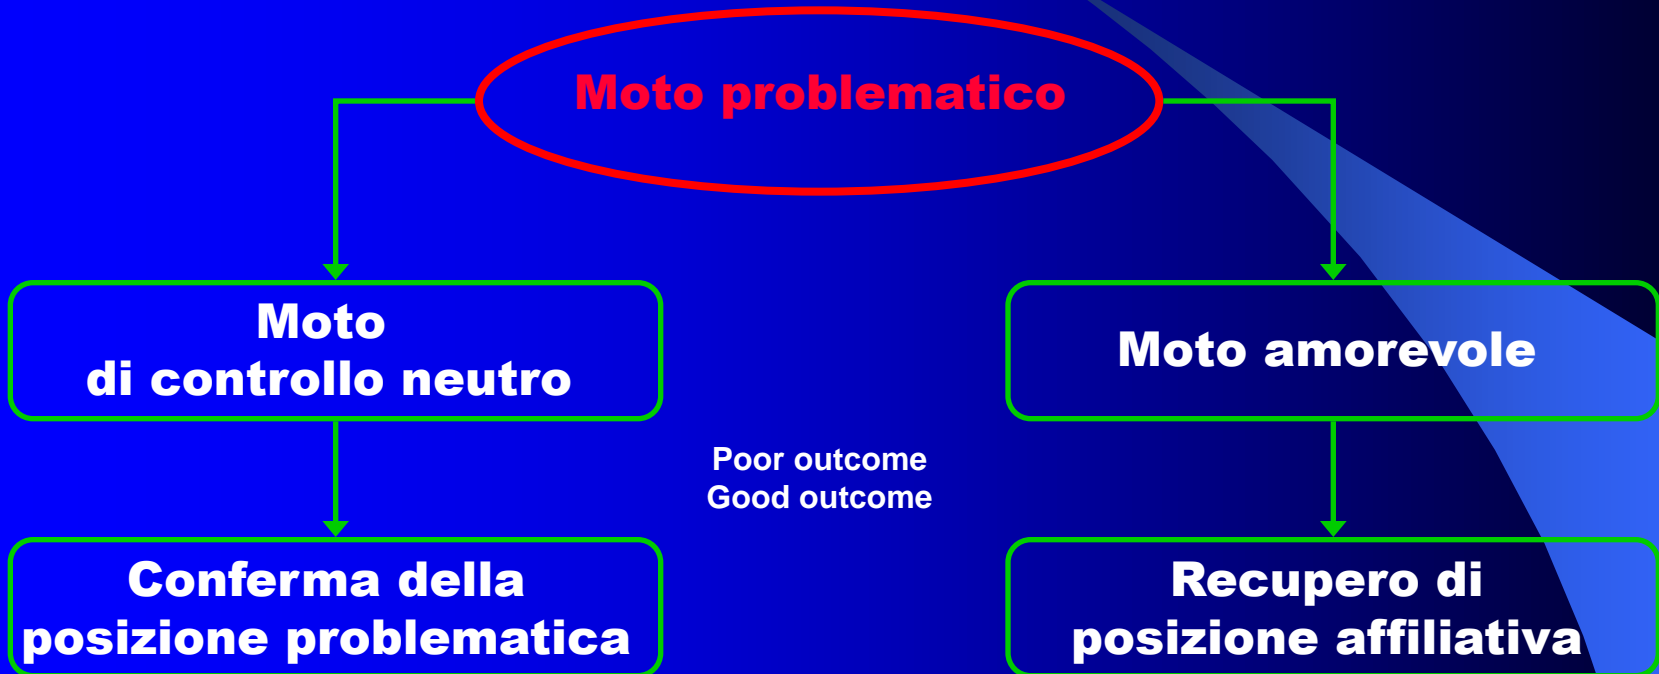 Moto problematico
Moto
di controllo neutro
Moto amorevole
Poor outcome
Good outcome
Conferma della
posizione problematica
Recupero di
posizione affiliativa